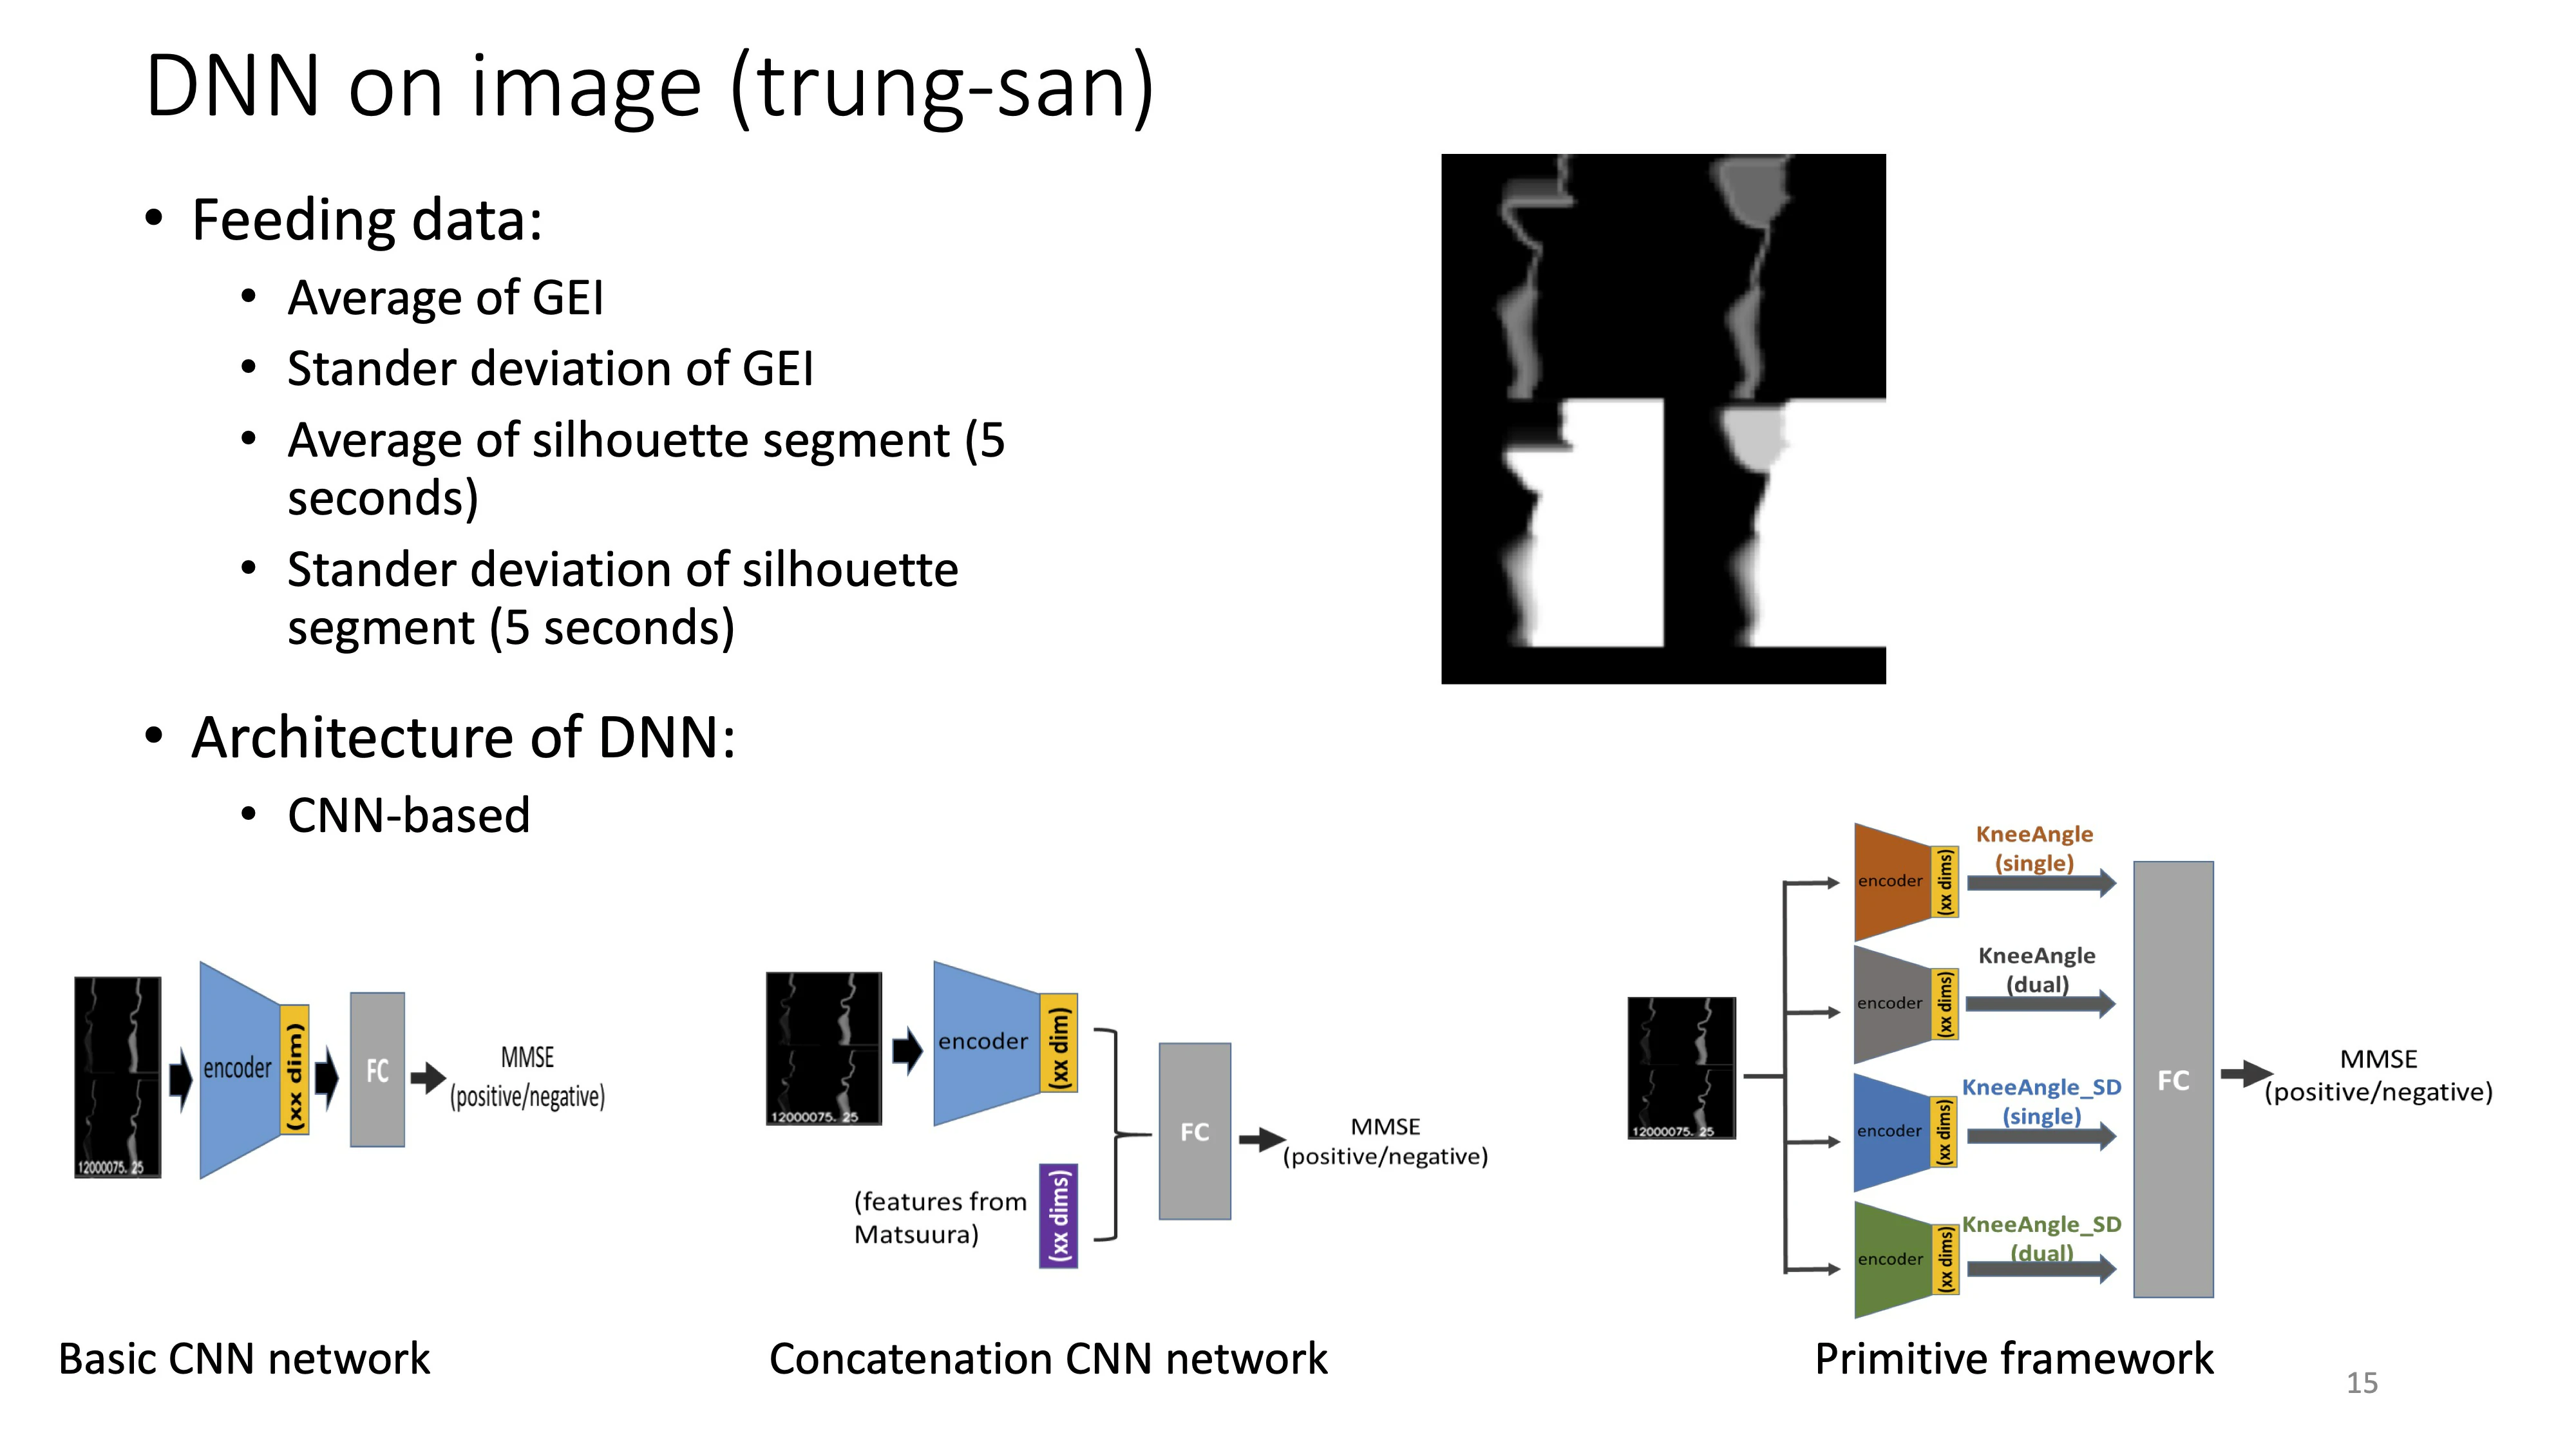 DNN on image (trung-san)
• Feeding data:
• Average of GEI
• Stander deviation of GEI
• Average of silhouette segment (5
seconds)
• Stander deviation of silhouette
segment (5 seconds)
• Architecture of DNN:
• CNN-based
12000075. 25
encoder
(xx dim)
FC
MMSE
(positive/negative)
Basic CNN network
12000075. 25
encoder
(xx dim)
(features from
Matsuura)
(xx dims)
FC
MMSE
(positive/negative)
Concatenation CNN network
12000075. 25
encoder
(xx dims)
KneeAngle
(single)
encoder
(xx dims)
KneeAngle
(dual)
encoder
(xx dims)
KneeAngle_SD
(single)
encoder
(xx dims)
KneeAngle_SD
(dual)
FC
MMSE
(positive/negative)
Primitive framework
15